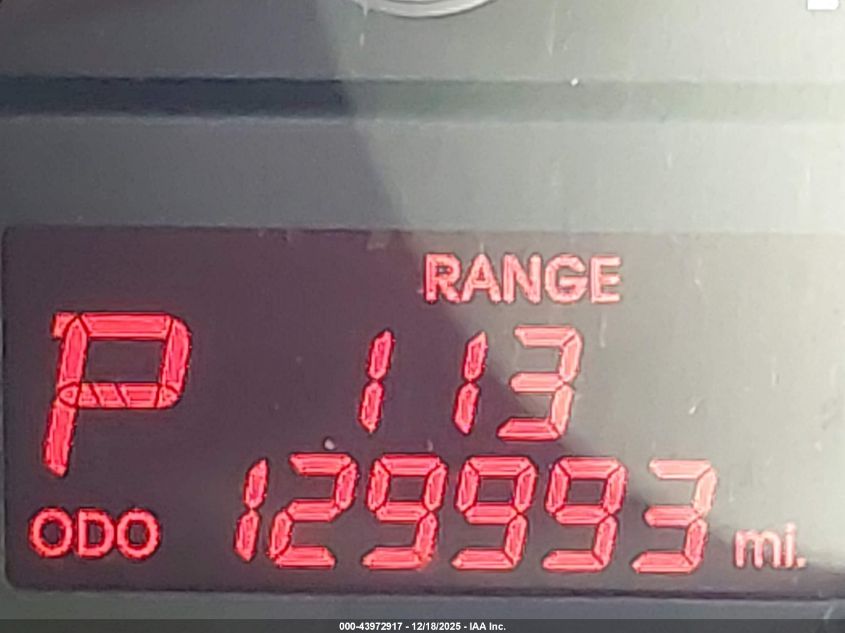 RANGE
P 113
ODO 129993 mi.
000-43972917 - 12/18/2025 - IAA Inc.